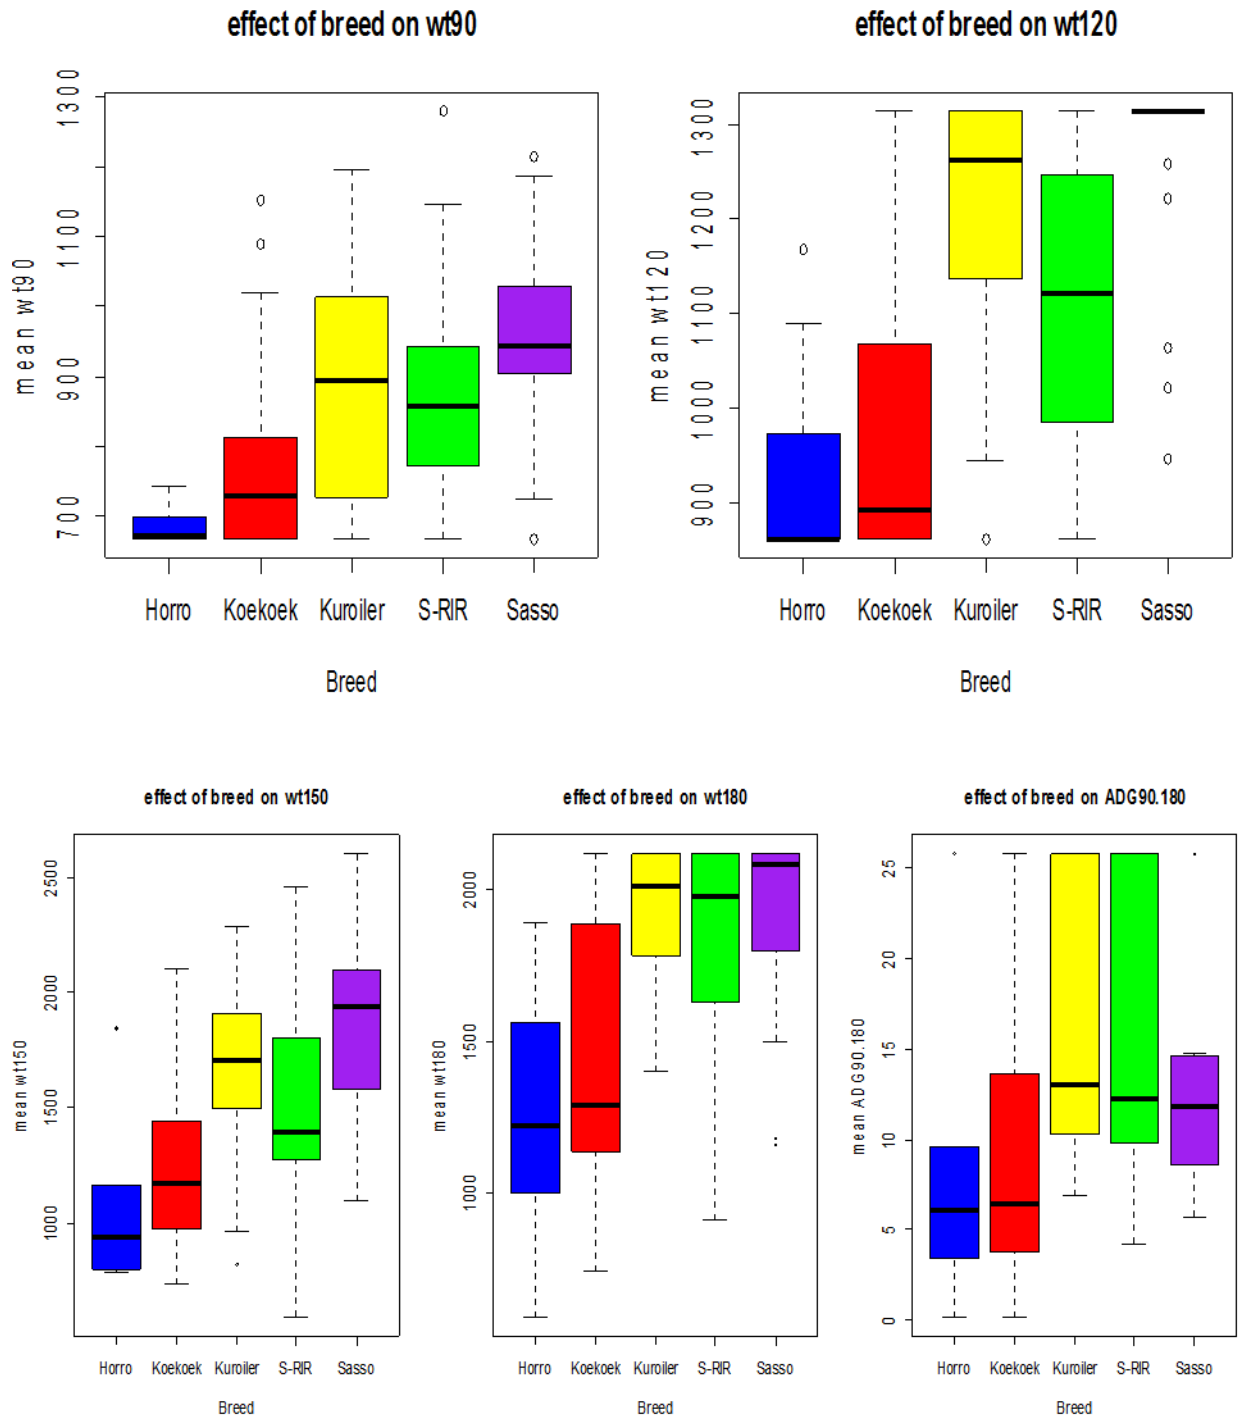 effect of breed on wt90
effect of breed on wt120
mean wt90
700
900
1100
1300
Horro Koekoek Kuroiler S-RIR Sasso
Breed
mean wt120
900
1000
1100
1200
1300
Horro Koekoek Kuroiler S-RIR Sasso
Breed
effect of breed on wt150
effect of breed on wt180
effect of breed on ADG90.180
mean wt150
1000
1500
2000
2500
Horro Koekoek Kuroiler S-RIR Sasso
Breed
mean wt180
1000
1500
2000
Horro Koekoek Kuroiler S-RIR Sasso
Breed
mean ADG90.180
0
5
10
15
20
25
Horro Koekoek Kuroiler S-RIR Sasso
Breed